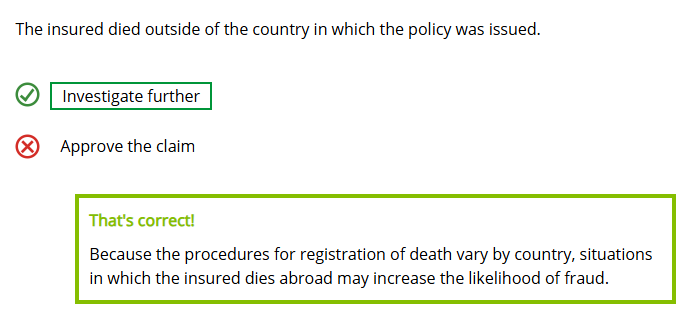 The insured died outside of the country in which the policy was issued.
Investigate further
Approve the claim
That's correct!
Because the procedures for registration of death vary by country, situations
in which the insured dies abroad may increase the likelihood of fraud.